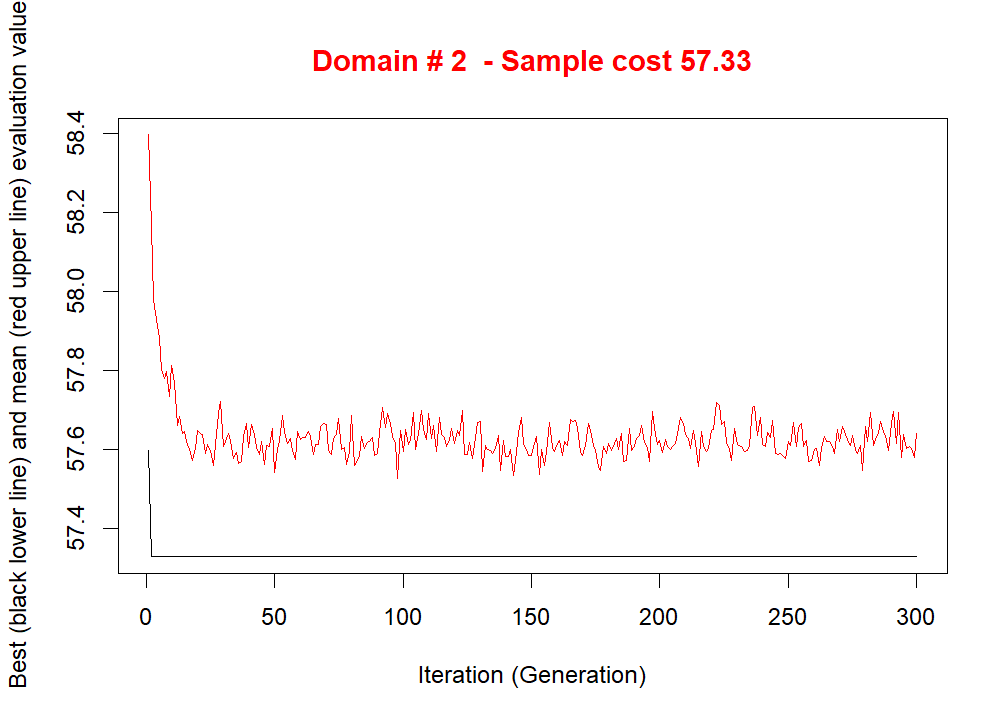 Domain # 2  - Sample cost 57.33
Best (black lower line) and mean (red upper line) evaluation value
58.4
58.2
58.0
57.8
57.6
57.4
0 50 100 150 200 250 300
Iteration (Generation)